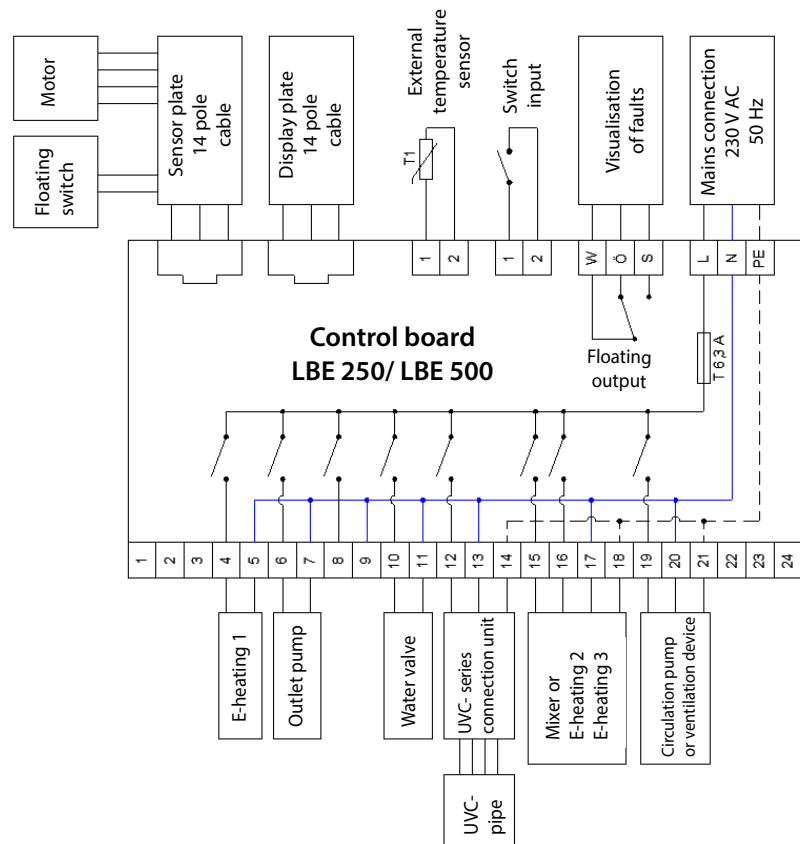 Motor
Floating
switch
Sensor plate
14 pole
cable
Display plate
14 pole
cable
External
temperature
sensor
T1
Switch
input
Visualisation
of faults
Mains connection
230 V AC
50 Hz
1
2
1
2
W
Ö
S
L
N
PE
Control board
LBE 250/ LBE 500
Floating
output
T 6,3 A
1
2
3
4
5
6
7
8
9
10
11
12
13
14
15
16
17
18
19
20
21
22
23
24
E-heating 1
Outlet pump
Water valve
UVC- series
connection unit
Mixer or
E-heating 2
E-heating 3
Circulation pump
or ventilation device
UVC-
pipe